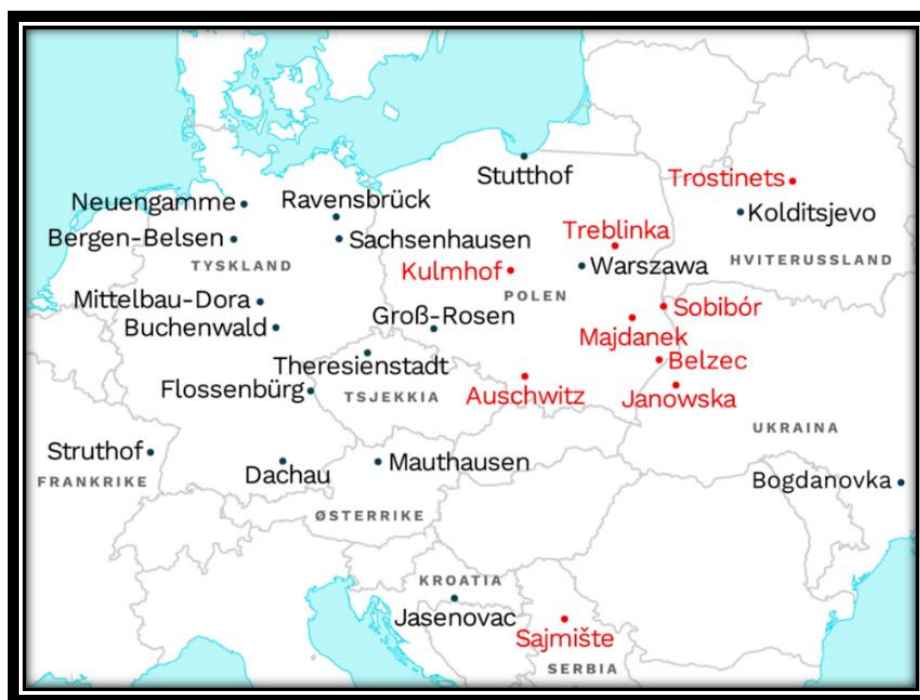 Stutthof
Trostinets
Neuengamme
Ravensbrück
Kolditsjevo
Bergen-Belsen
Sachsenhausen
Treblinka
TYSKLAND
Kulmhof
Warszawa
HVITERUSSLAND
POLEN
Mittelbau-Dora
Sobibór
Buchenwald
Groß-Rosen
Majdanek
Theresienstadt
Belzec
Flossenbürg
TSJEKKIA
Auschwitz
Janowska
UKRAINA
Struthof
Dachau
Mauthausen
FRANKRIKE
Bogdanovka
ØSTERRIKE
KROATIA
Jasenovac
Sajmište
SERBIA